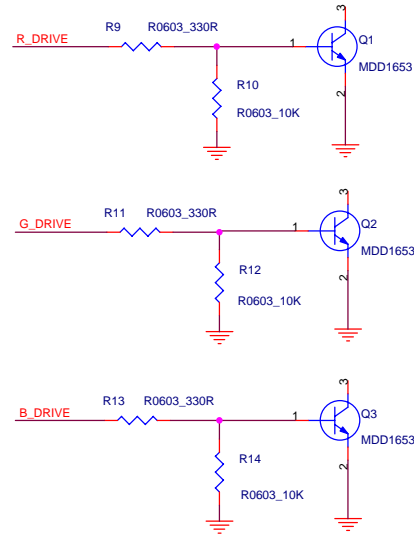 3
R9 R0603_330R
R_DRIVE
1
Q1
MDD1653
R10
2
R0603_10K
3
R11 R0603_330R
G_DRIVE
1
Q2
MDD1653
R12
2
R0603_10K
3
R13 R0603_330R
B_DRIVE
1
Q3
MDD1653
R14
2
R0603_10K